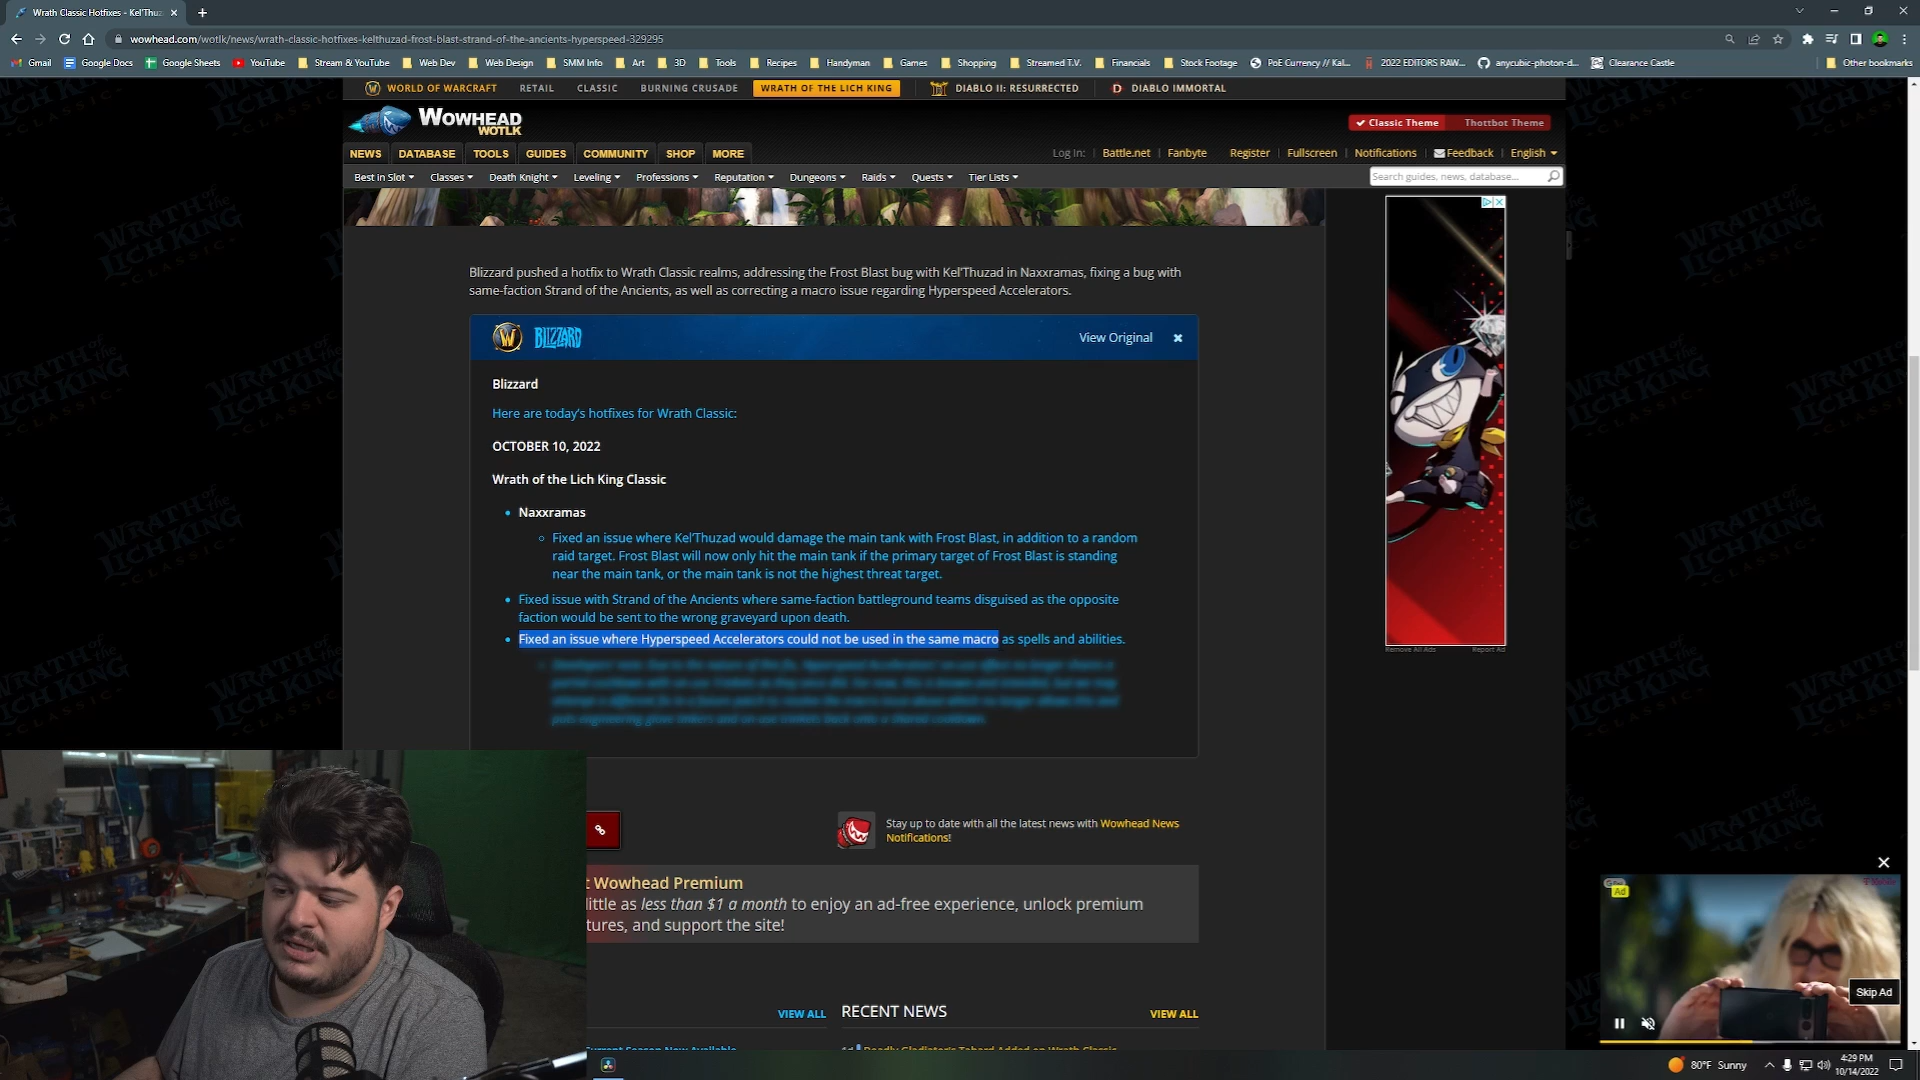 Wrath Classic Hotfixes - Kel'Thuz
wowhead.com/wotlk/news/wrath-classic-hotfixes-kelthuzad-frost-blast-strand-of-the-ancients-hyperspeed-329295
Gmail Google Docs Google Sheets YouTube Stream & YouTube Web Dev Web Design SMM Info Art 3D Tools Recipes Handyman Games Shopping Streamed T.V. Financials Stock Footage PoE Currency // Kal... 2022 EDITORS RAW... anycubic-photon-d... Clearance Castle Other bookmarks
WORLD OF WARCRAFT RETAIL CLASSIC BURNING CRUSADE WRATH OF THE LICH KING DIABLO II: RESURRECTED DIABLO IMMORTAL
WOWHEAD
WOTLK
Classic Theme Thottbot Theme
NEWS DATABASE TOOLS GUIDES COMMUNITY SHOP MORE
Log in: Battle.net Fanbyte Register Fullscreen Notifications Feedback English
Best in Slot Classes Death Knight Leveling Professions Reputation Dungeons Raids Quests Tier Lists
Search guides, news, database...
Blizzard pushed a hotfix to Wrath Classic realms, addressing the Frost Blast bug with Kel'Thuzad in Naxxramas, fixing a bug with
same-faction Strand of the Ancients, as well as correcting a macro issue regarding Hyperspeed Accelerators.
BLIZZARD
View Original
Blizzard
Here are today's hotfixes for Wrath Classic:
OCTOBER 10, 2022
Wrath of the Lich King Classic
Naxxramas
Fixed an issue where Kel'Thuzad would damage the main tank with Frost Blast, in addition to a random
raid target. Frost Blast will now only hit the main tank if the primary target of Frost Blast is standing
near the main tank, or the main tank is not the highest threat target.
Fixed issue with Strand of the Ancients where same-faction battleground teams disguised as the opposite
faction would be sent to the wrong graveyard upon death.
Fixed an issue where Hyperspeed Accelerators could not be used in the same macro as spells and abilities.
Remove All Ads Report Ad
Stay up to date with all the latest news with Wowhead News
Notifications!
t Wowhead Premium
little as less than $1 a month to enjoy an ad-free experience, unlock premium
tures, and support the site!
VIEW ALL
RECENT NEWS
VIEW ALL
Ad
Skip Ad
80°F Sunny
4:29 PM
10/14/2022